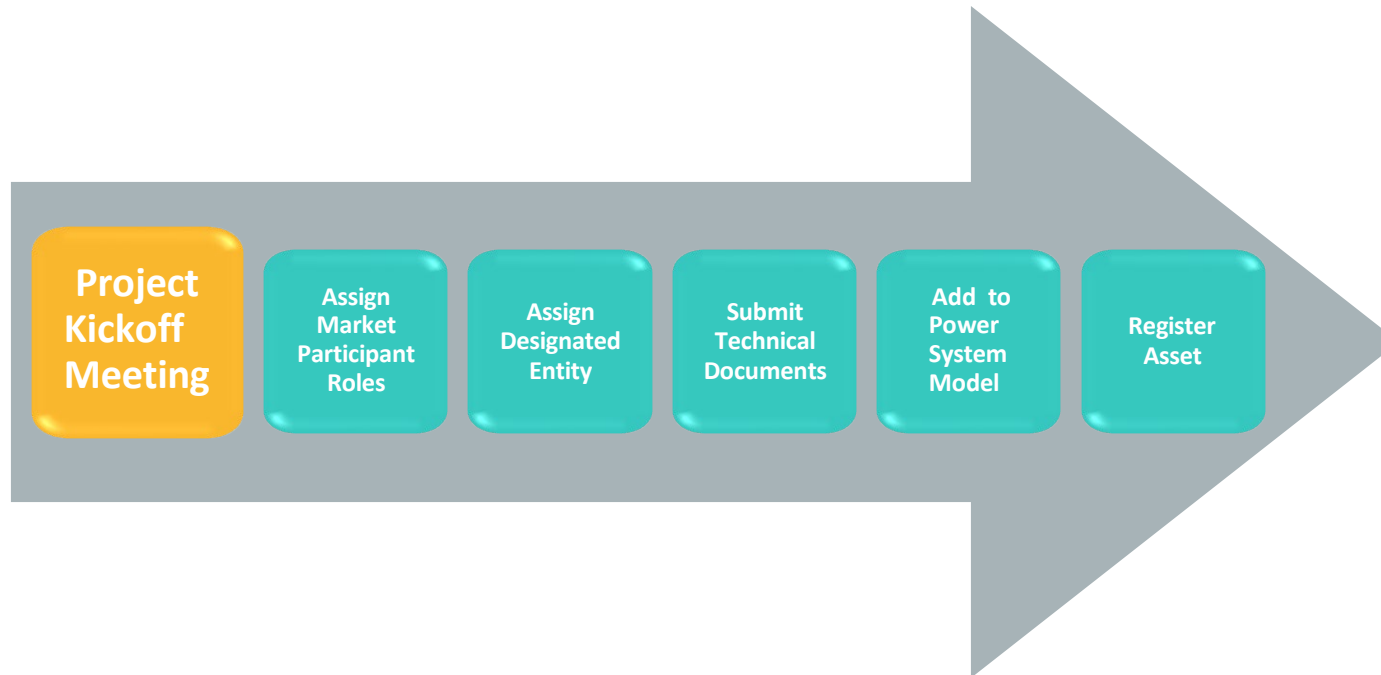 Project
Kickoff
Meeting
Assign
Market
Participant
Roles
Assign
Designated
Entity
Submit
Technical
Documents
Add to
Power
System
Model
Register
Asset